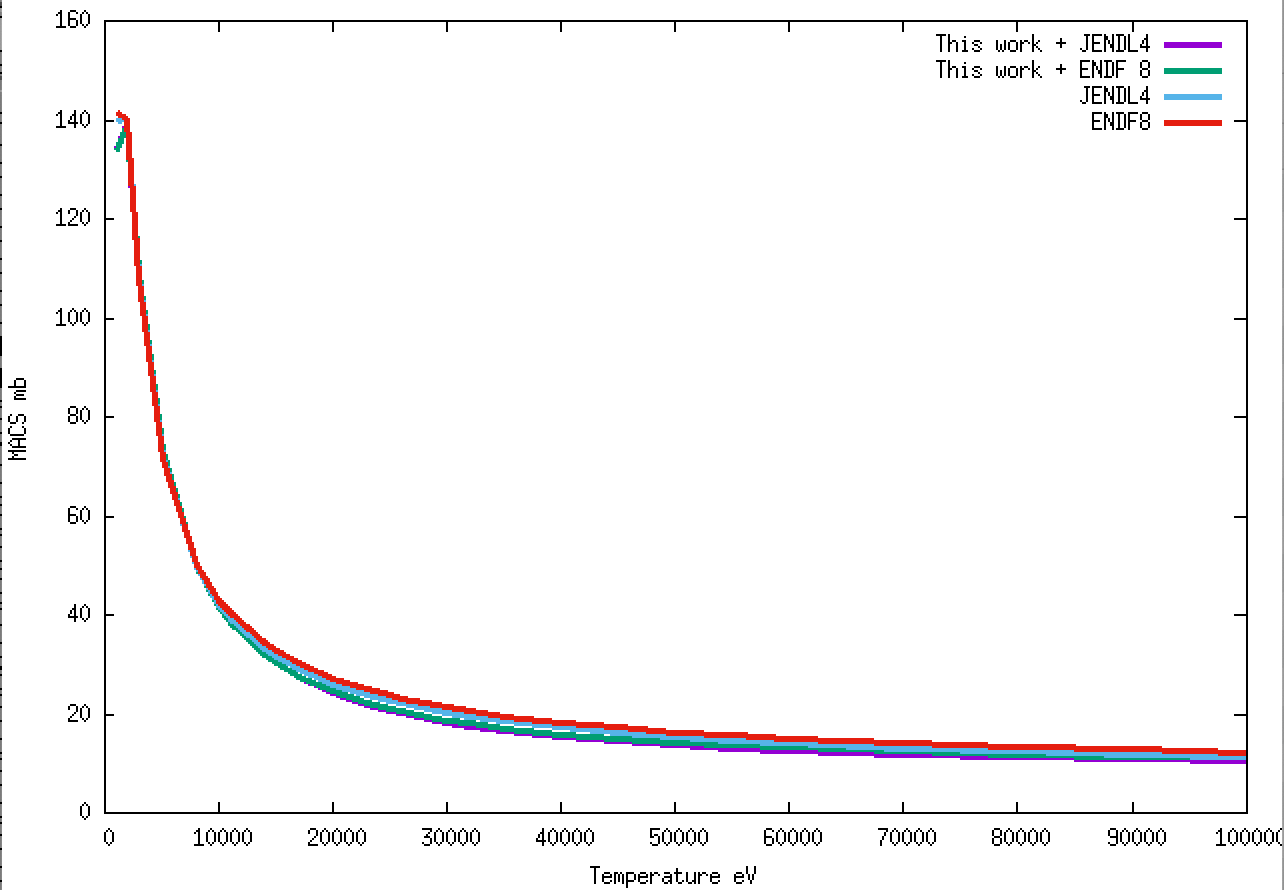 160
140
120
100
80
60
40
20
0
MACS mb
This work + JENDL4
This work + ENDF 8
JENDL4
ENDF8
0 10000 20000 30000 40000 50000 60000 70000 80000 90000 100000
Temperature eV